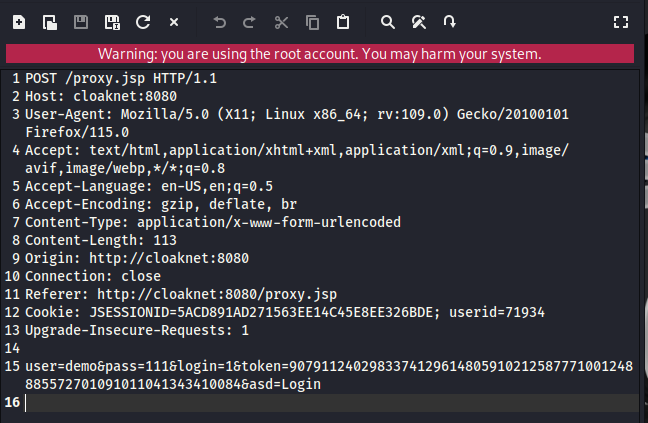 Warning: you are using the root account. You may harm your system.
1 POST /proxy.jsp HTTP/1.1
2 Host: cloaknet:8080
3 User-Agent: Mozilla/5.0 (X11; Linux x86_64; rv:109.0) Gecko/20100101
Firefox/115.0
4 Accept: text/html,application/xhtml+xml,application/xml;q=0.9,image/
avif,image/webp,*/*;q=0.8
5 Accept-Language: en-US,en;q=0.5
6 Accept-Encoding: gzip, deflate, br
7 Content-Type: application/x-www-form-urlencoded
8 Content-Length: 113
9 Origin: http://cloaknet:8080
10 Connection: close
11 Referer: http://cloaknet:8080/proxy.jsp
12 Cookie: JSESSIONID=5ACD891AD271563EE14C45E8EE326BDE; userid=71934
13 Upgrade-Insecure-Requests: 1
14
15 user=demo&pass=111&login=1&token=9079112402983374129614805910212587771001248
8855727010910110413434100​84&asd=Login
16